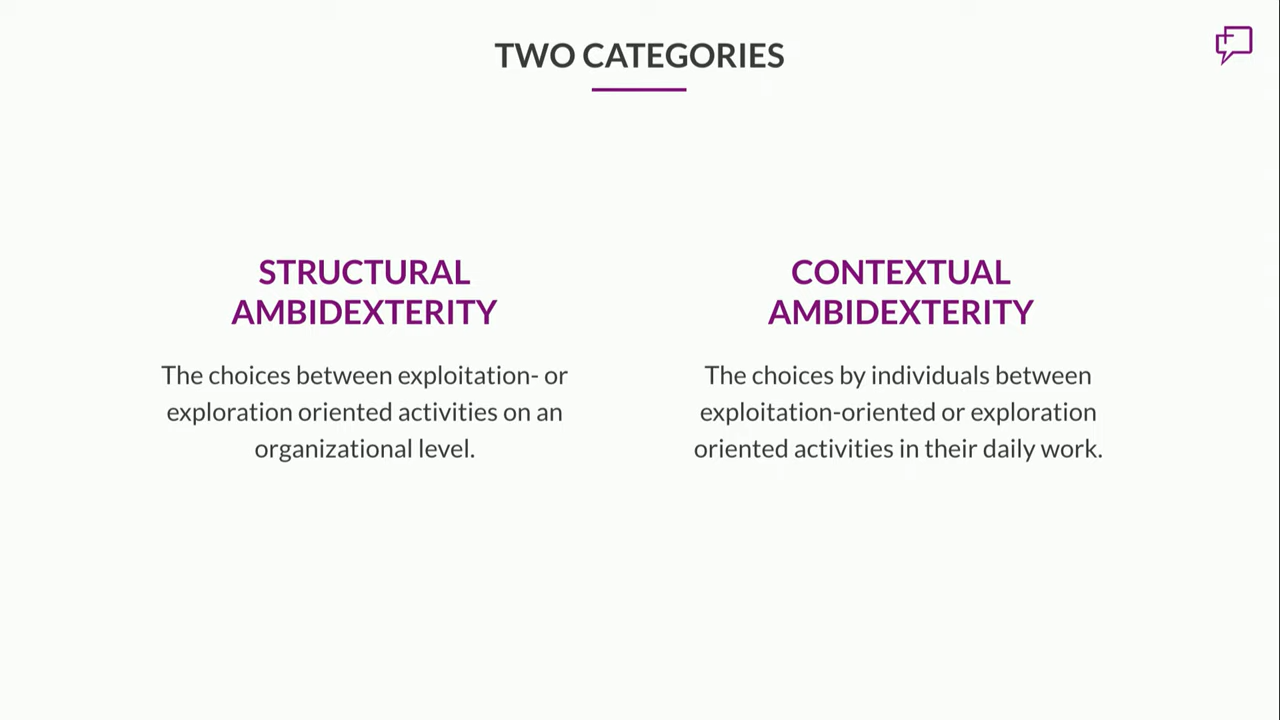 TWO CATEGORIES
STRUCTURAL
AMBIDEXTERITY
The choices between exploitation- or
exploration oriented activities on an
organizational level.
CONTEXTUAL
AMBIDEXTERITY
The choices by individuals between
exploitation-oriented or exploration
oriented activities in their daily work.